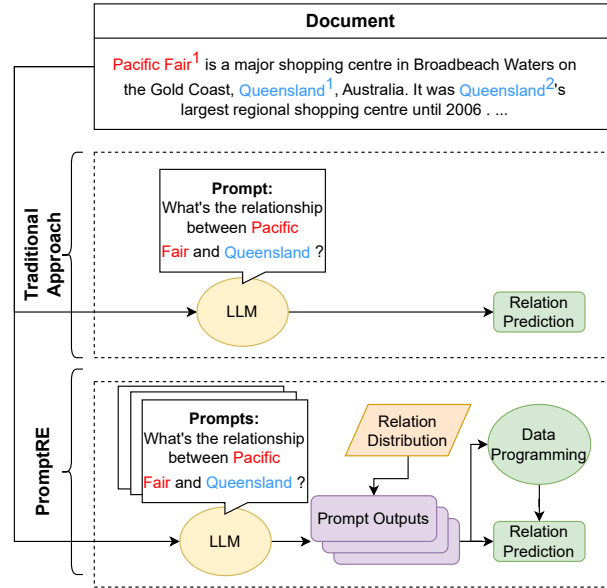 Document
Pacific Fair1 is a major shopping centre in Broadbeach Waters on
the Gold Coast, Queensland1, Australia. It was Queensland2's
largest regional shopping centre until 2006 . ...
Traditional
Approach
Prompt:
What's the relationship
between Pacific
Fair and Queensland ?
LLM
Relation
Prediction
PromptRE
Prompts:
What's the relationship
between Pacific
Fair and Queensland ?
LLM
Relation
Distribution
Prompt Outputs
Data
Programming
Relation
Prediction